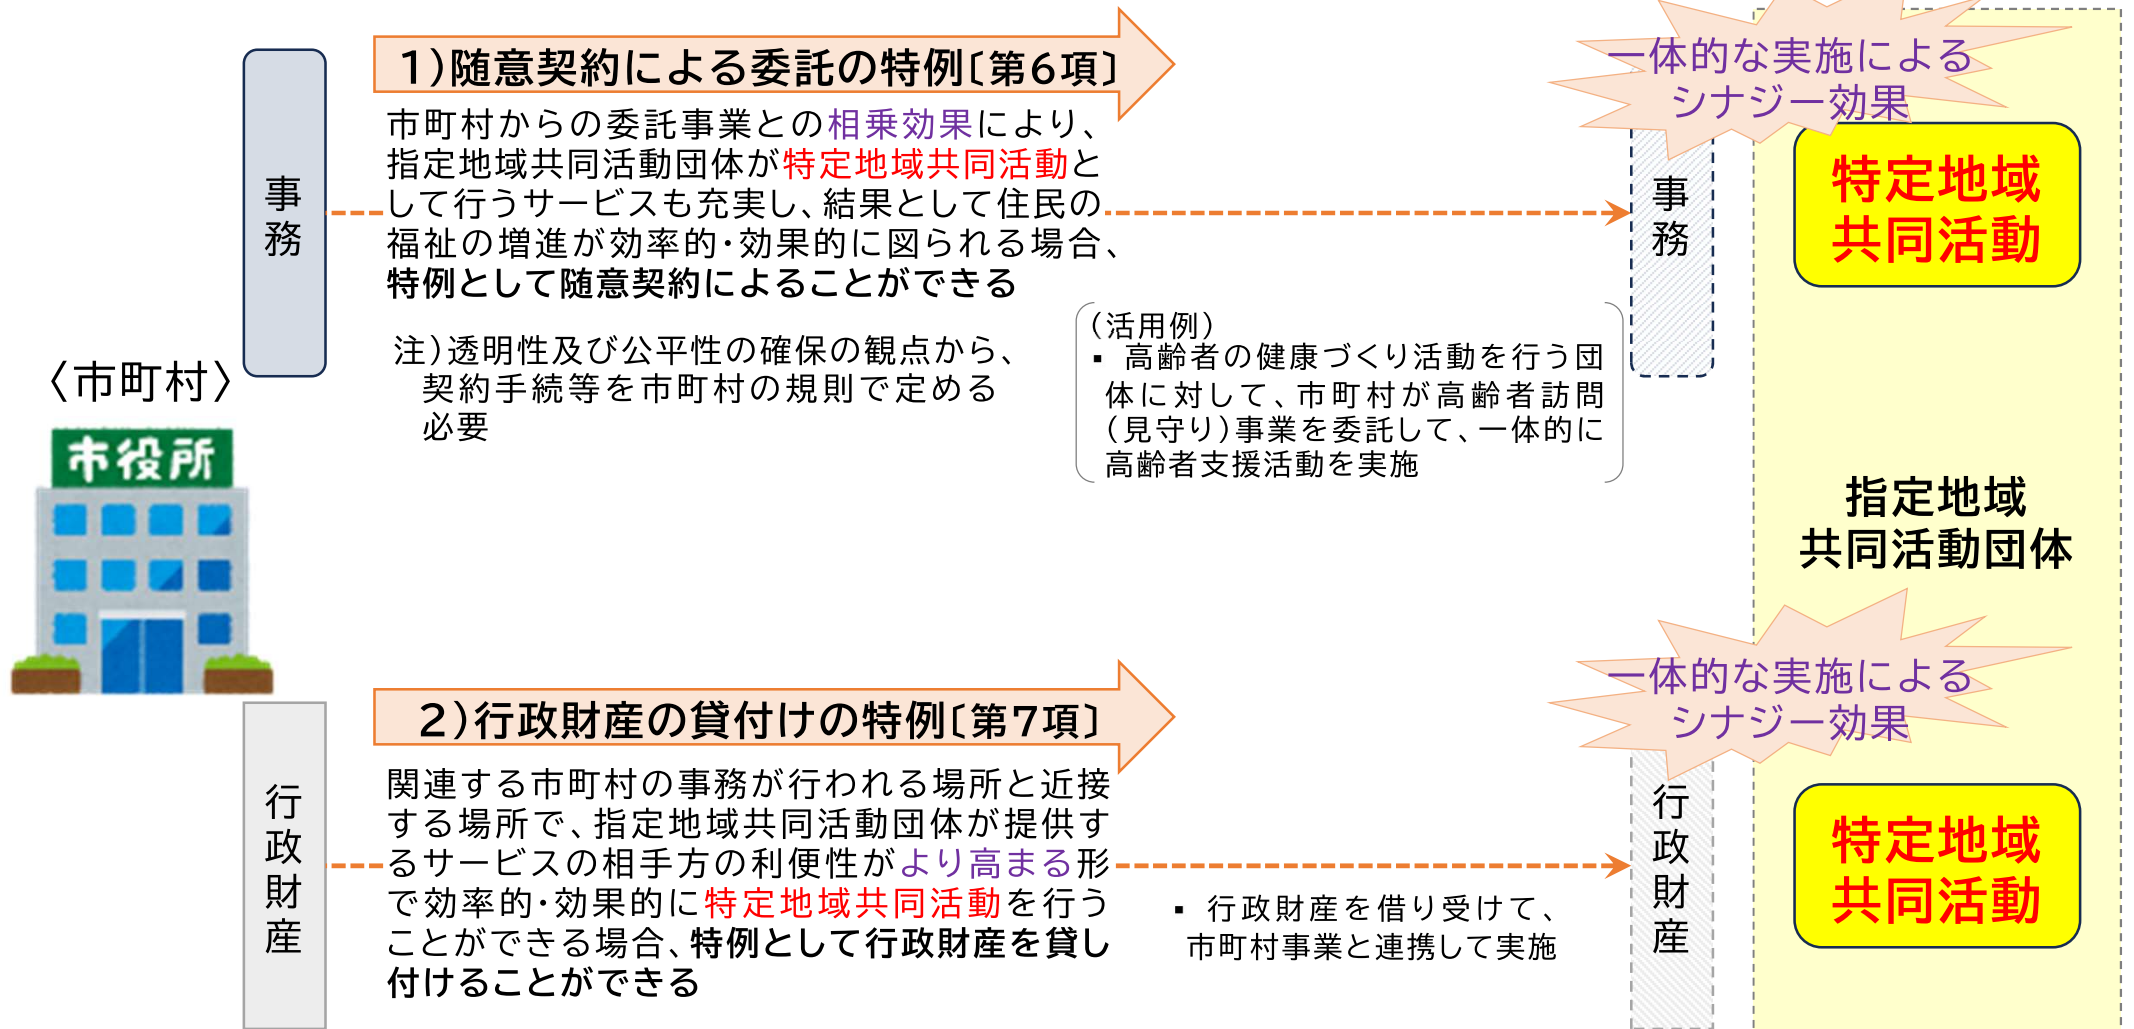 1)随意契約による委託の特例〔第6項〕
市町村からの委託事業との相乗効果により、
指定地域共同活動団体が特定地域共同活動と
して行うサービスも充実し、結果として住民の
福祉の増進が効率的・効果的に図られる場合、
特例として随意契約によることができる
注)透明性及び公平性の確保の観点から、
契約手続等を市町村の規則で定める
必要
事務
〈市町村〉
市役所
(活用例)
▪ 高齢者の健康づくり活動を行う団
体に対して、市町村が高齢者訪問
(見守り)事業を委託して、一体的に
高齢者支援活動を実施
一体的な実施による
シナジー効果
事務
特定地域
共同活動
指定地域
共同活動団体
2)行政財産の貸付けの特例〔第7項〕
関連する市町村の事務が行われる場所と近接
する場所で、指定地域共同活動団体が提供す
るサービスの相手方の利便性がより高まる形
で効率的・効果的に特定地域共同活動を行う
ことができる場合、特例として行政財産を貸し
付けることができる
行政財産
▪ 行政財産を借り受けて、
市町村事業と連携して実施
一体的な実施による
シナジー効果
行政財産
特定地域
共同活動